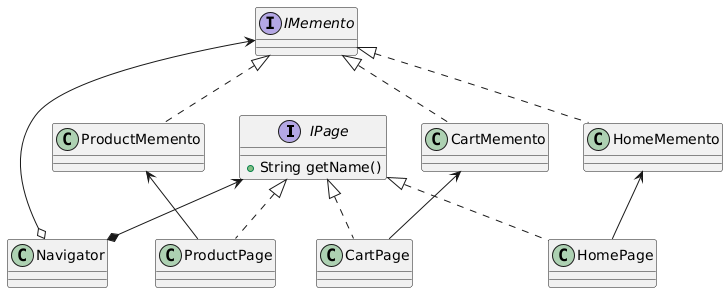 I IMemento
C ProductMemento
I IPage
String getName()
C CartMemento
C HomeMemento
C Navigator
C ProductPage
C CartPage
C HomePage